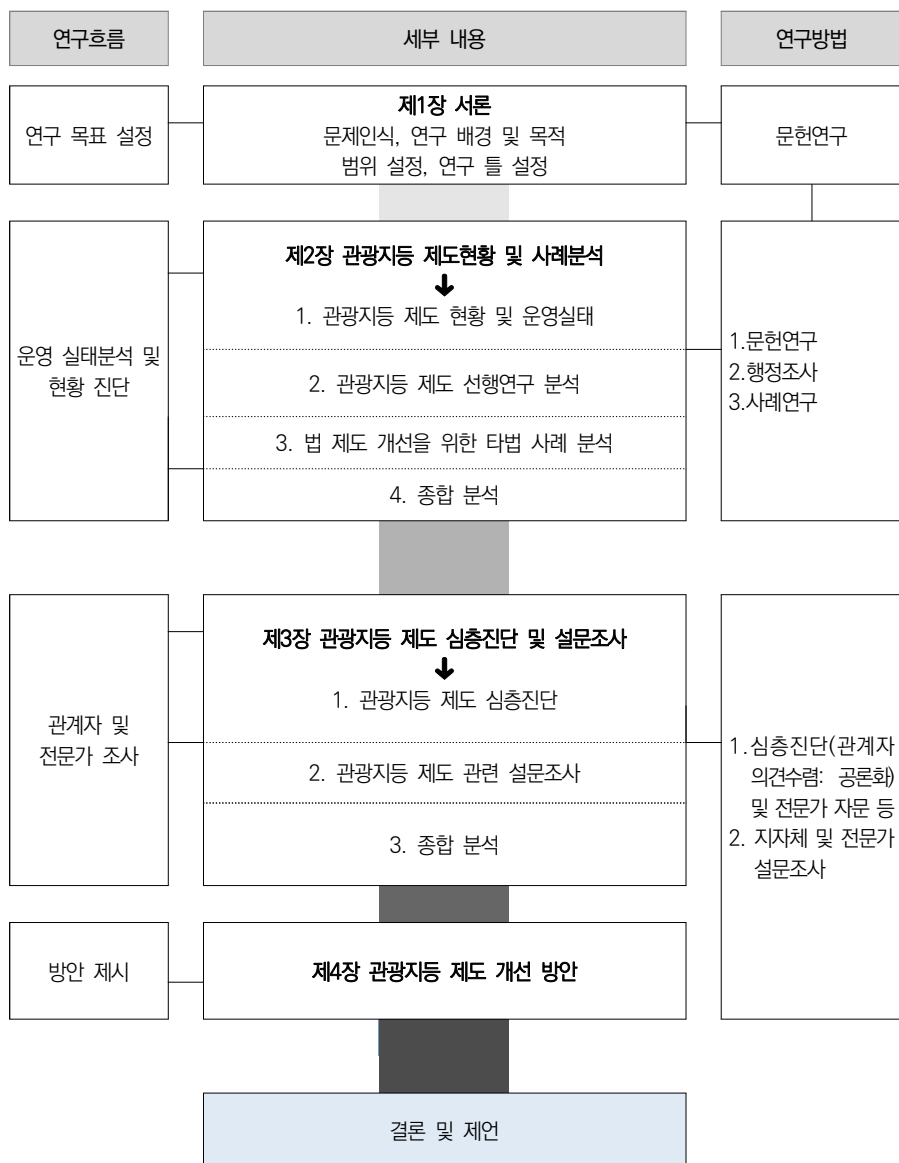 연구흐름
세부 내용
연구방법
연구 목표 설정
제1장 서론
문제인식, 연구 배경 및 목적
범위 설정, 연구 틀 설정
문헌연구
운영 실태분석 및
현황 진단
제2장 관광지등 제도현황 및 사례분석
1. 관광지등 제도 현황 및 운영실태
2. 관광지등 제도 선행연구 분석
3. 법 제도 개선을 위한 타법 사례 분석
4. 종합 분석
1.문헌연구
2.행정조사
3.사례연구
관계자 및
전문가 조사
제3장 관광지등 제도 심층진단 및 설문조사
1. 관광지등 제도 심층진단
2. 관광지등 제도 관련 설문조사
3. 종합 분석
1.심층진단(관계자
의견수렴: 공론화)
및 전문가 자문 등
2. 지자체 및 전문가
설문조사
방안 제시
제4장 관광지등 제도 개선 방안
결론 및 제언